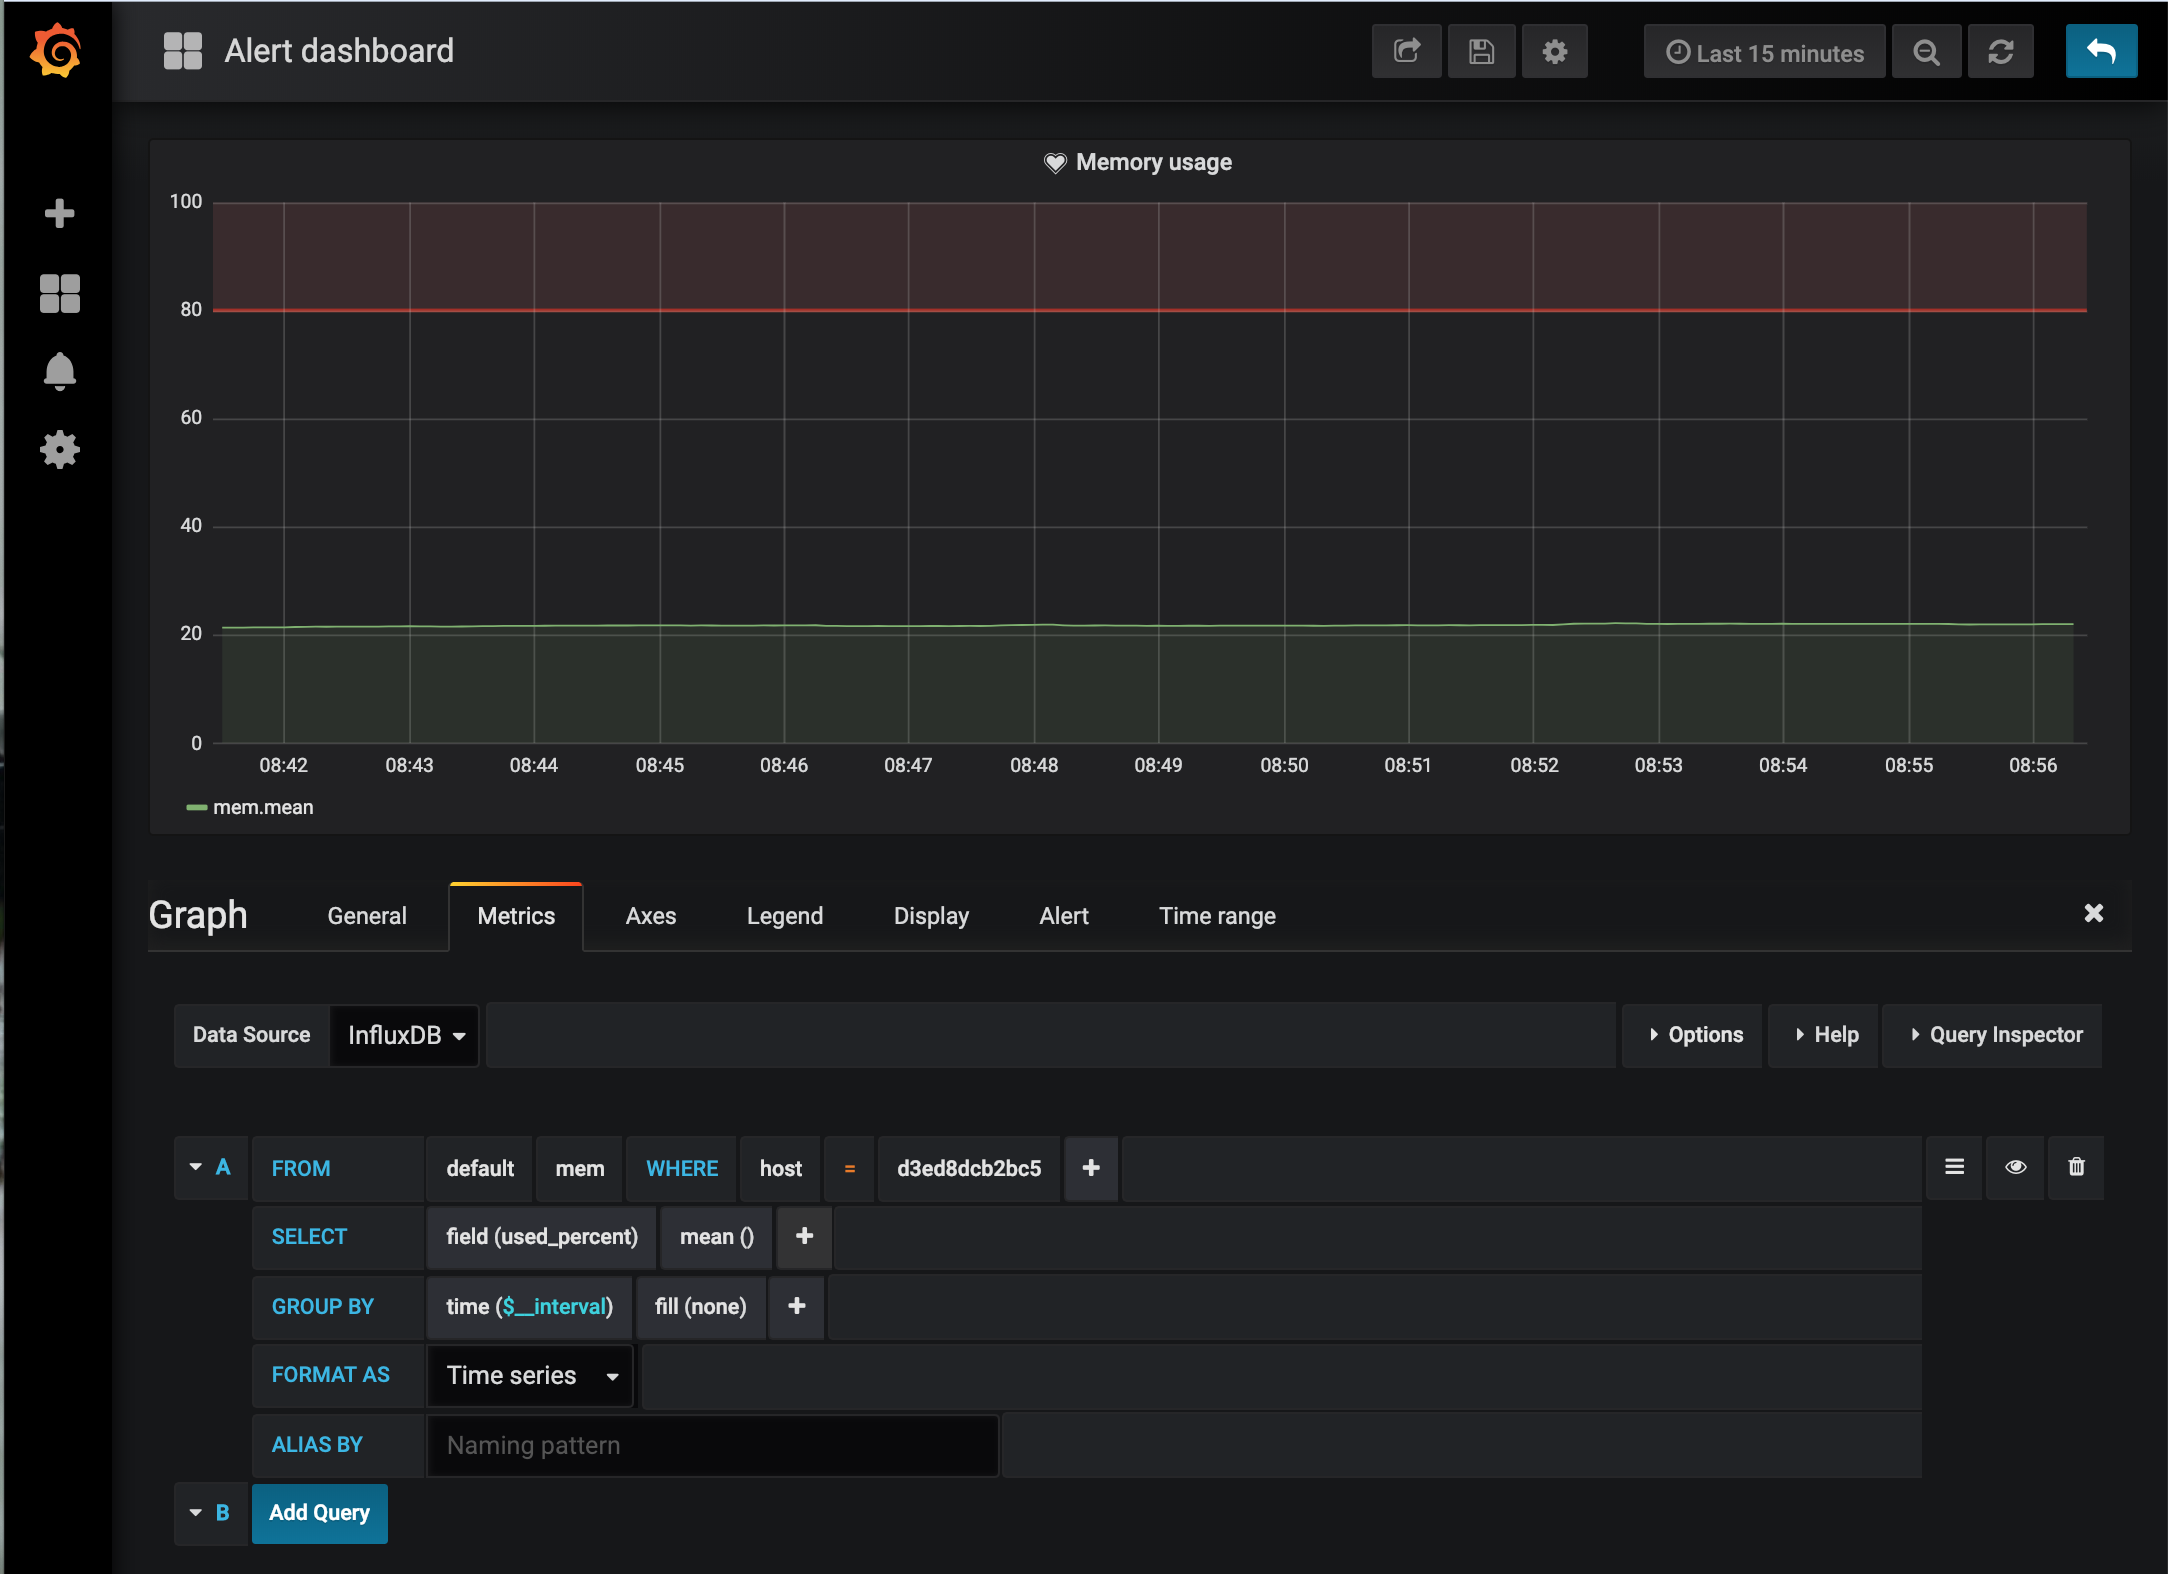 Alert dashboard
Last 15 minutes
Memory usage
100
80
60
40
20
0
08:42 08:43 08:44 08:45 08:46 08:47 08:48 08:49 08:50 08:51 08:52 08:53 08:54 08:55 08:56
mem.mean
Graph General Metrics Axes Legend Display Alert Time range
Data Source InfluxDB Options Help Query Inspector
A FROM default mem WHERE host = d3ed8dcb2bc5 +
SELECT field (used_percent) mean () +
GROUP BY time ($__interval) fill (none) +
FORMAT AS Time series
ALIAS BY Naming pattern
B Add Query